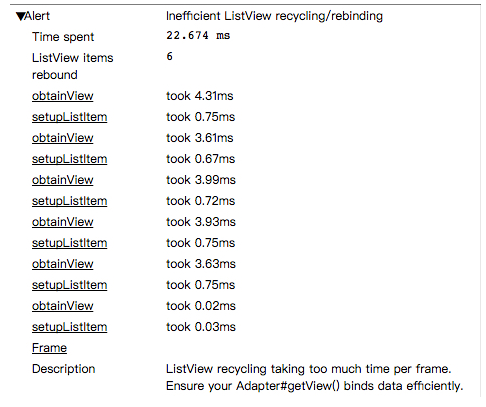 ▼Alert Inefficient ListView recycling/rebinding
Time spent 22.674 ms
ListView items rebound 6
obtainView took 4.31ms
setupListItem took 0.75ms
obtainView took 3.61ms
setupListItem took 0.67ms
obtainView took 3.99ms
setupListItem took 0.72ms
obtainView took 3.93ms
setupListItem took 0.75ms
obtainView took 3.63ms
setupListItem took 0.75ms
obtainView took 0.02ms
setupListItem took 0.03ms
Frame
Description ListView recycling taking too much time per frame.
Ensure your Adapter#getView() binds data efficiently.